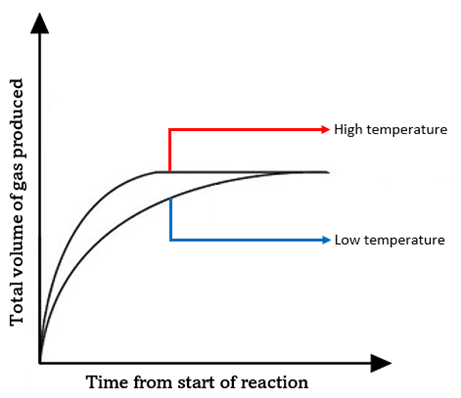 Total volume of gas produced
High temperature
Low temperature
Time from start of reaction